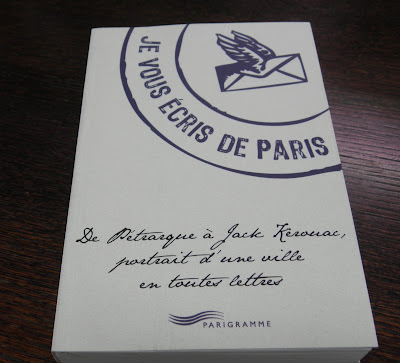 JE VOUS ÉCRIS DE PARIS
De Pétrarque à Jack Kerouac,
portrait d'une ville
en toutes lettres
PARIGRAMME